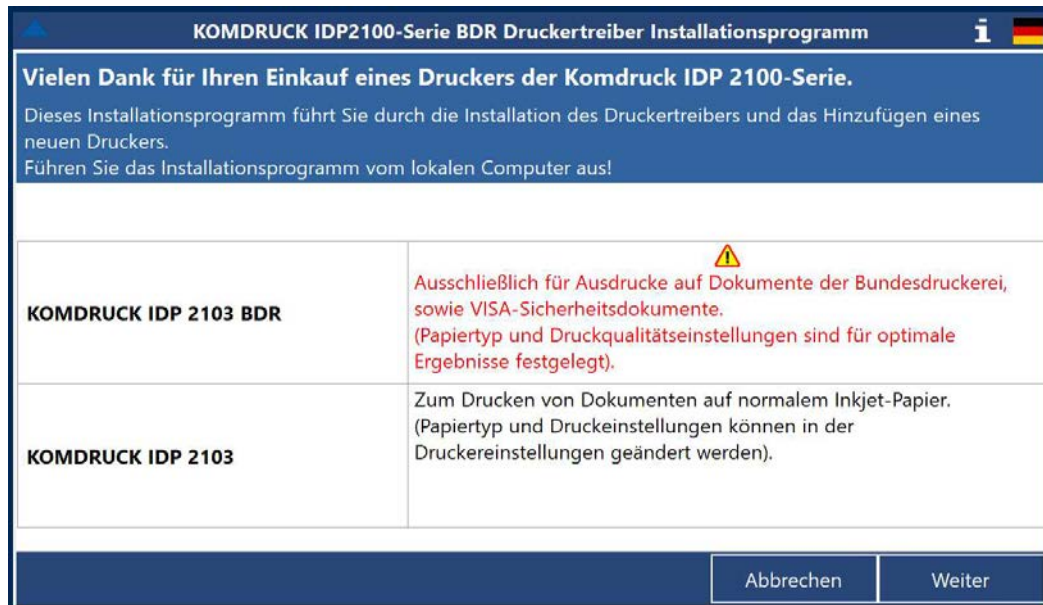 KOMDRUCK IDP2100-Serie BDR Druckertreiber Installationsprogramm
i
Vielen Dank für Ihren Einkauf eines Druckers der Komdruck IDP 2100-Serie.
Dieses Installationsprogramm führt Sie durch die Installation des Druckertreibers und das Hinzufügen eines
neuen Druckers.
Führen Sie das Installationsprogramm vom lokalen Computer aus!
KOMDRUCK IDP 2103 BDR
Ausschließlich für Ausdrucke auf Dokumente der Bundesdruckerei,
sowie VISA-Sicherheitsdokumente.
(Papiertyp und Druckqualitätseinstellungen sind für optimale
Ergebnisse festgelegt).
KOMDRUCK IDP 2103
Zum Drucken von Dokumenten auf normalem Inkjet-Papier.
(Papiertyp und Druckeinstellungen können in der
Druckereinstellungen geändert werden).
Abbrechen
Weiter